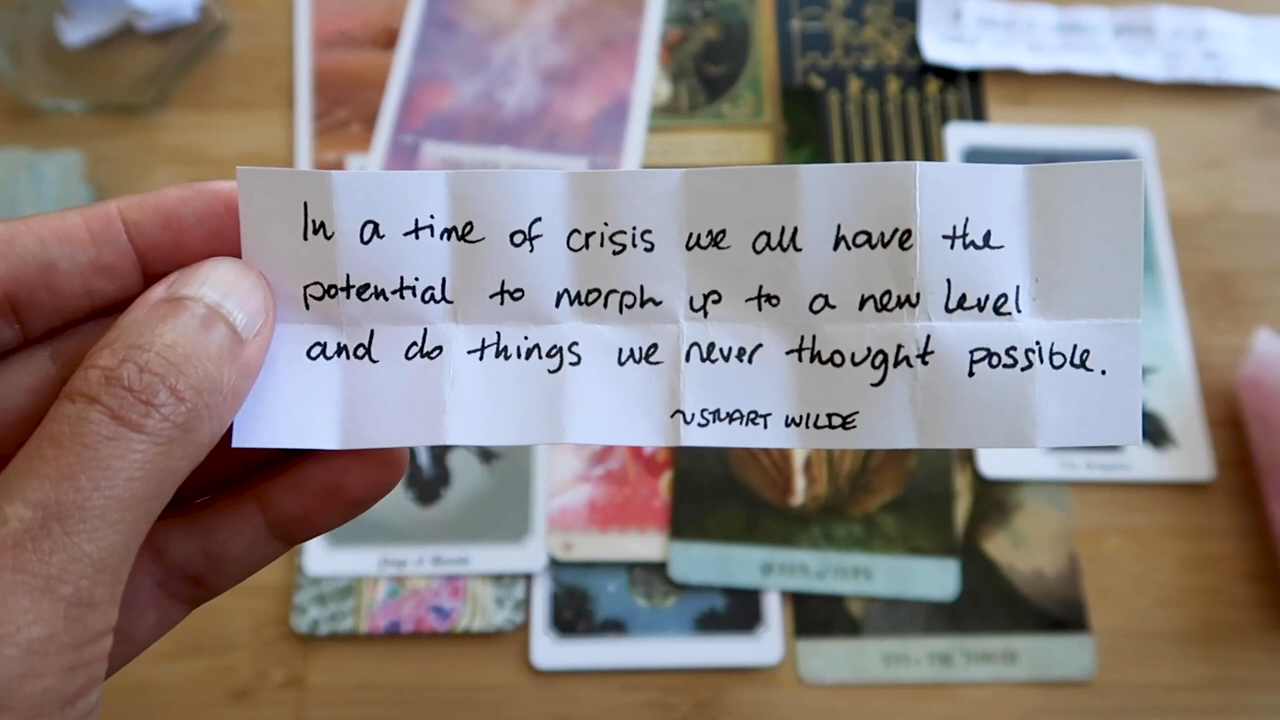 In a time of crisis we all have the
potential to morph up to a new level
and do things we never thought possible.
~STUART WILDE